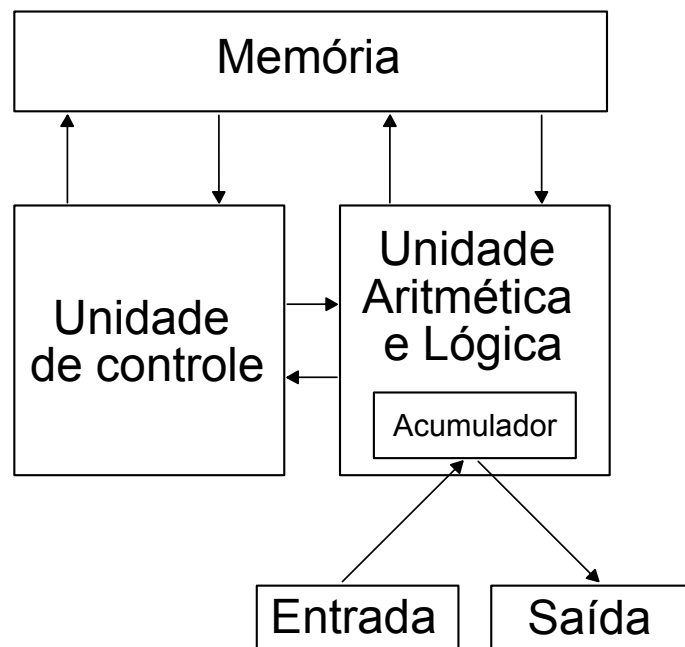 Memória
Unidade
de controle
Unidade
Aritmética
e Lógica
Acumulador
Entrada
Saída